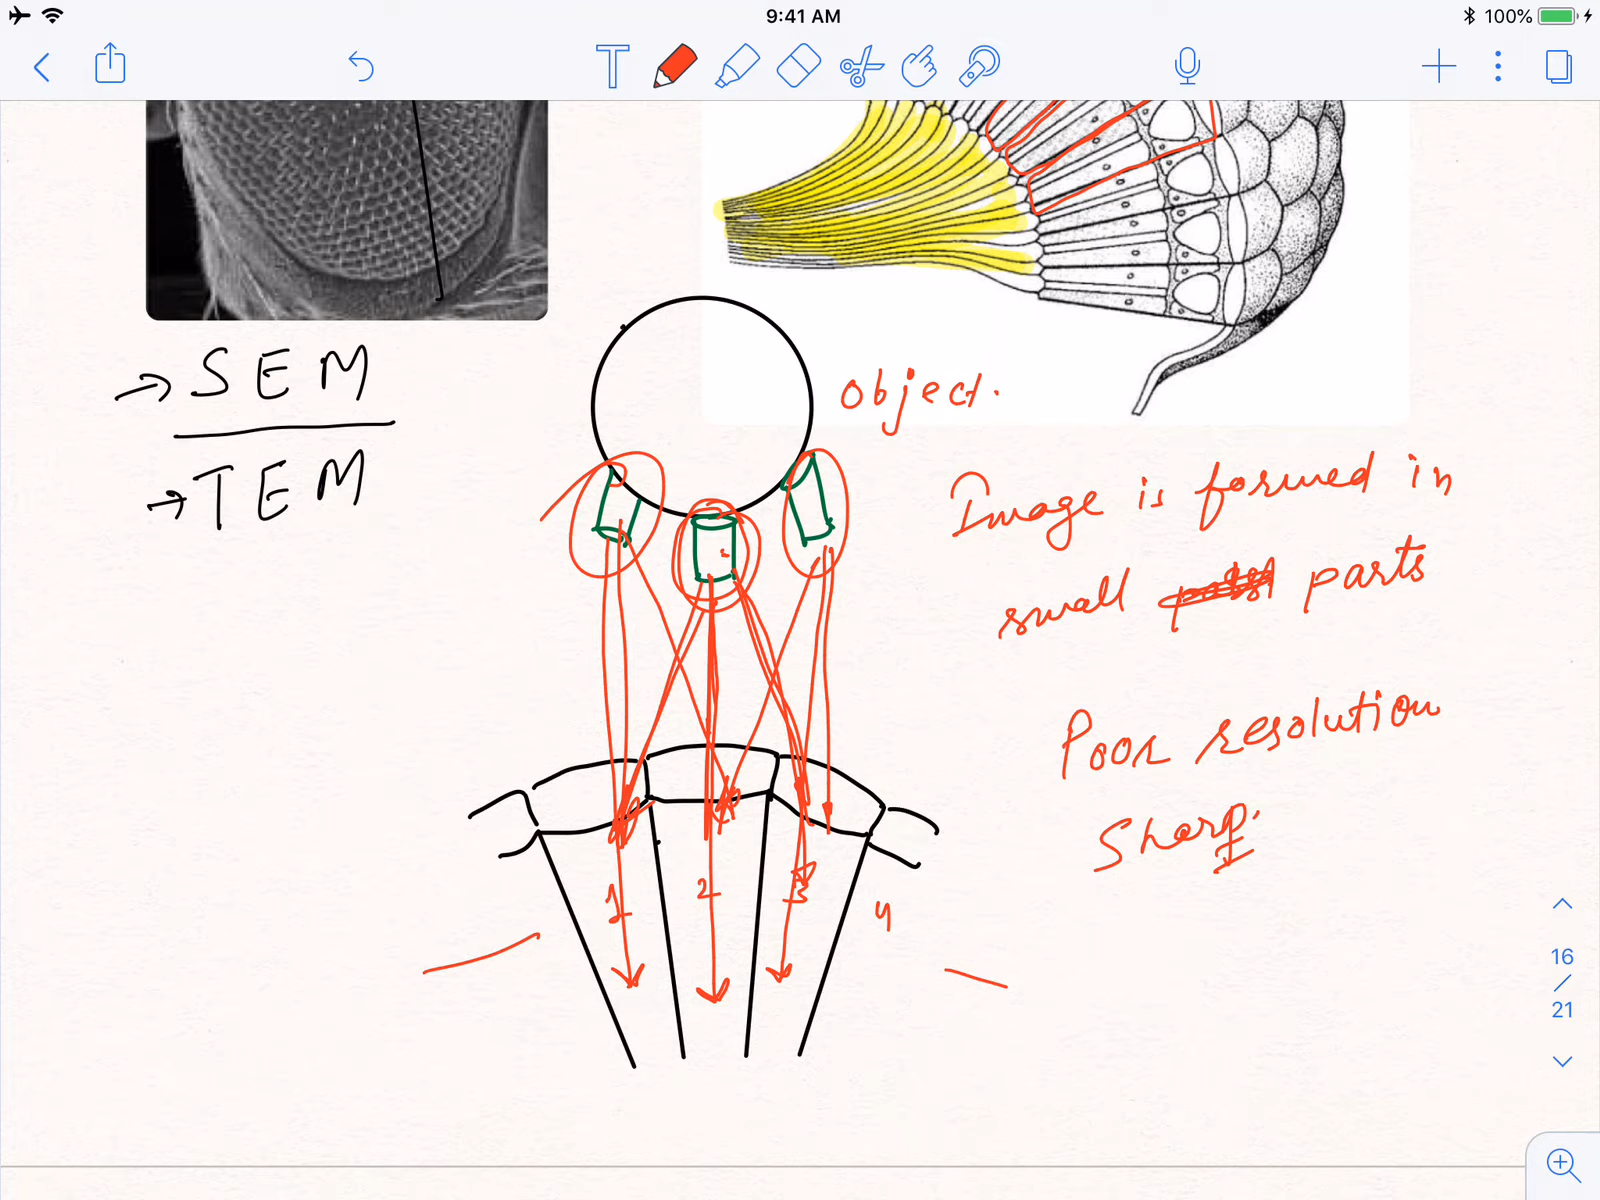 9:41 AM
100%
T
SEM
TEM
object.
Image is formed in
small parts
Poor resolution
Sharp.
1 2 3 4
16
/
21